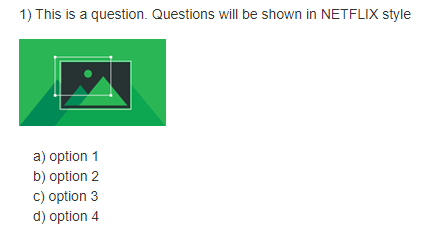 1) This is a question. Questions will be shown in NETFLIX style
a) option 1
b) option 2
c) option 3
d) option 4